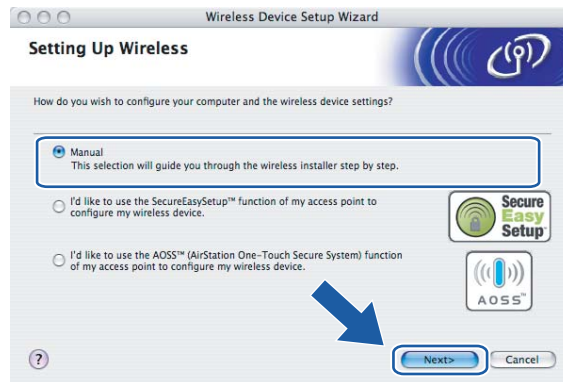 Wireless Device Setup Wizard
Setting Up Wireless
How do you wish to configure your computer and the wireless device settings?
Manual
This selection will guide you through the wireless installer step by step.
I'd like to use the SecureEasySetup™ function of my access point to
configure my wireless device.
Secure
Easy
Setup™
I'd like to use the AOSS™ (AirStation One-Touch Secure System) function
of my access point to configure my wireless device.
AOSS™
?
Next>
Cancel